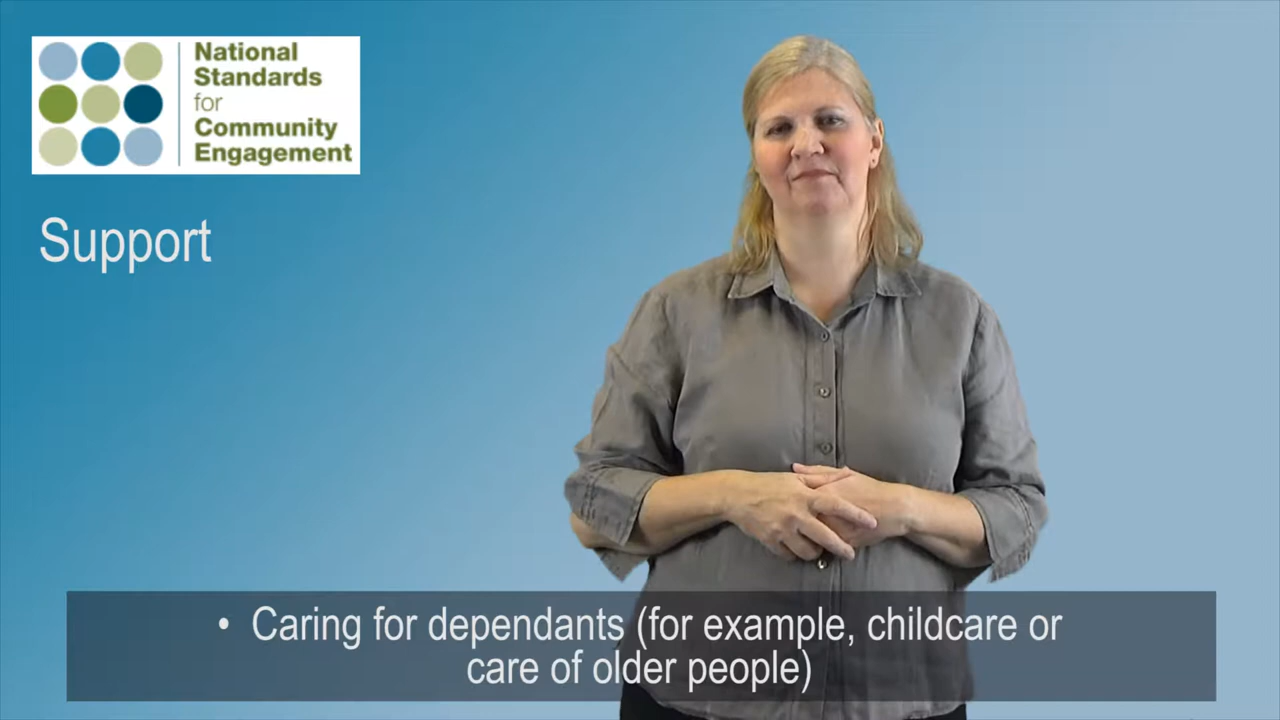 National
Standards
for
Community
Engagement
Support
• Caring for dependants (for example, childcare or
care of older people)